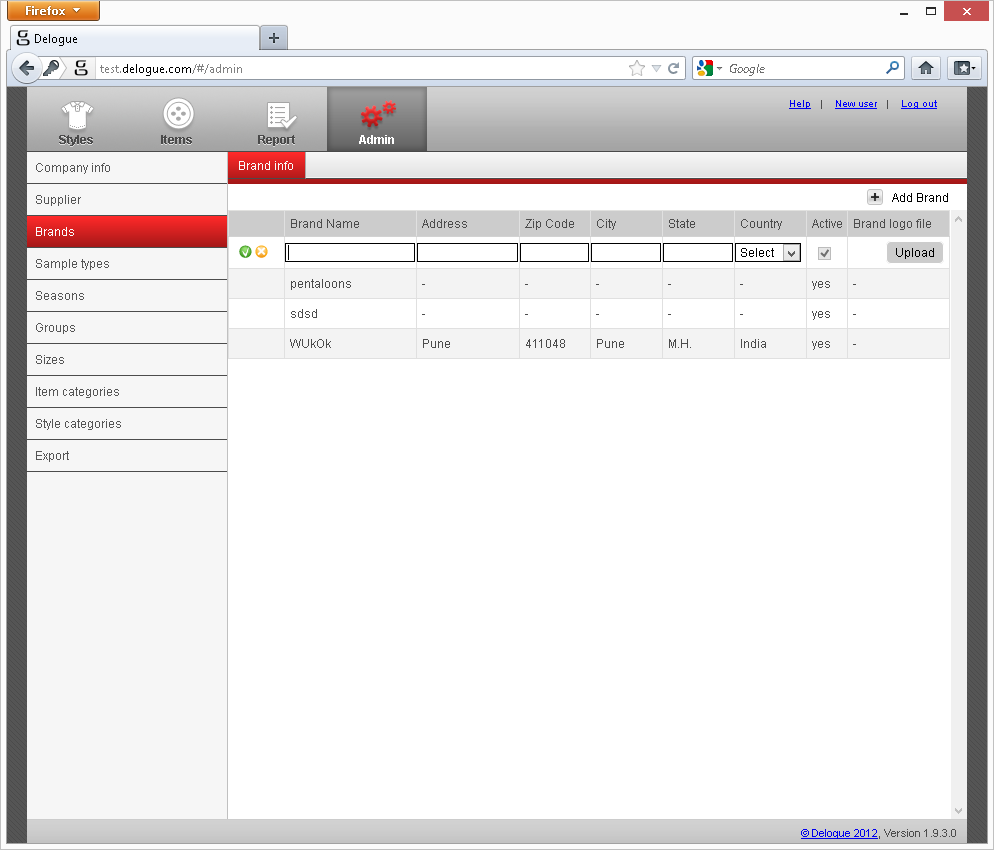 Firefox
Delogue
test.delogue.com/#/admin
Google
Styles
Items
Report
Admin
Help | New user | Log out
Company info
Supplier
Brands
Sample types
Seasons
Groups
Sizes
Item categories
Style categories
Export
Brand info
Add Brand
Brand Name Address Zip Code City State Country Active Brand logo file
Select Upload
pentaloons - - - - - yes -
sdsd - - - - - yes -
WUkOk Pune 411048 Pune M.H. India yes -
© Delogue 2012, Version 1.9.3.0